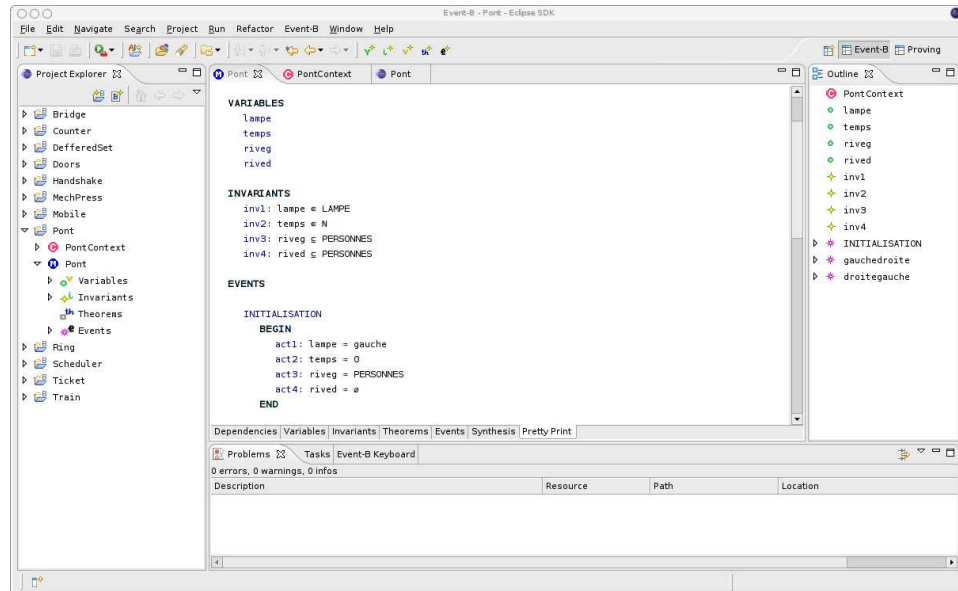 Event-B - Pont - Eclipse SDK
File Edit Navigate Search Project Run Refactor Event-B Window Help
Event-B Proving
Project Explorer
Bridge
Counter
DefferedSet
Doors
Handshake
MechPress
Mobile
Pont
PontContext
Pont
Variables
Invariants
Theorems
Events
Ring
Scheduler
Ticket
Train
Pont PontContext Pont
VARIABLES
lampe
temps
riveg
rived
INVARIANTS
inv1: lampe ∈ LAMPE
inv2: temps ∈ N
inv3: riveg ⊆ PERSONNES
inv4: rived ⊆ PERSONNES
EVENTS
INITIALISATION
BEGIN
act1: lampe = gauche
act2: temps = 0
act3: riveg = PERSONNES
act4: rived = ø
END
Dependencies Variables Invariants Theorems Events Synthesis Pretty Print
Problems Tasks Event-B Keyboard
0 errors, 0 warnings, 0 infos
Description Resource Path Location
Outline
PontContext
lampe
temps
riveg
rived
inv1
inv2
inv3
inv4
INITIALISATION
gauchedroite
droitegauche